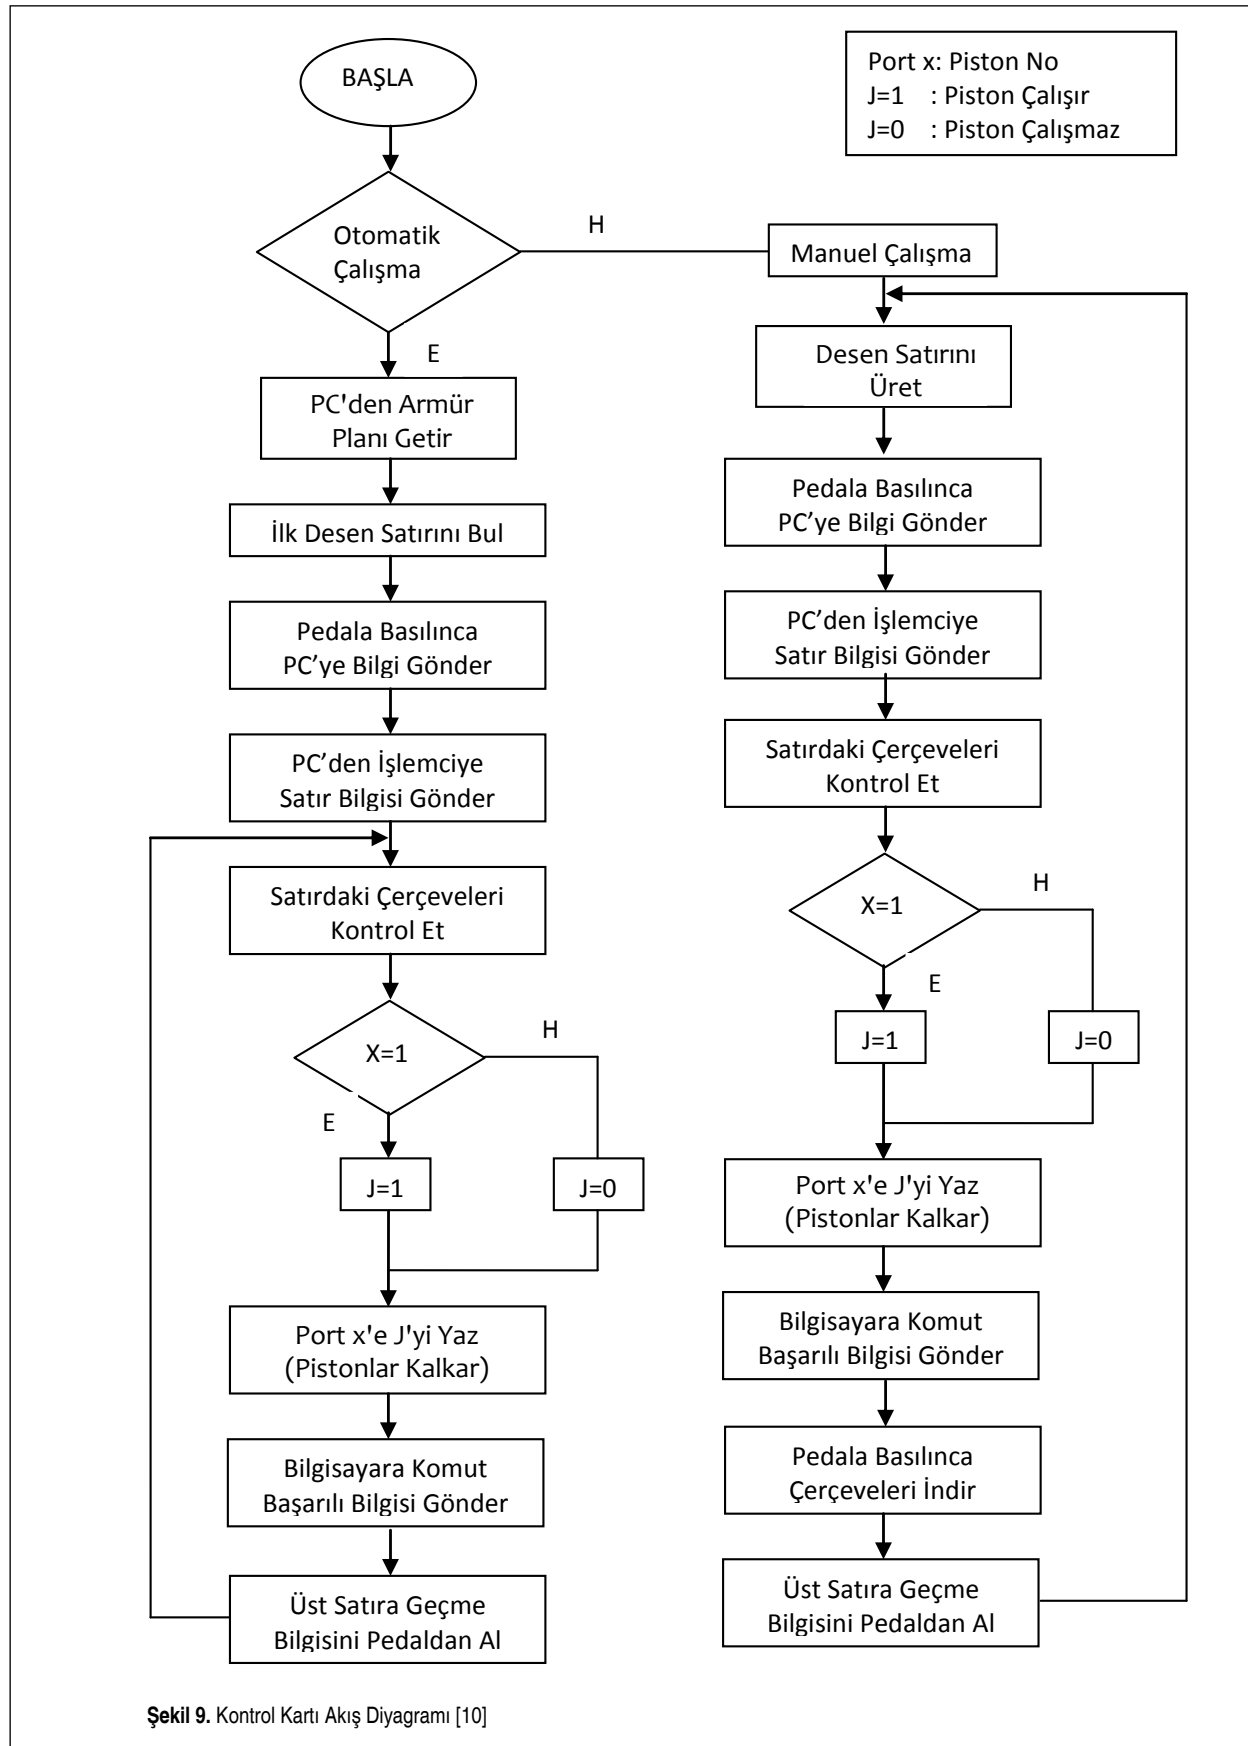 BAŞLA
Port x: Piston No
J=1 : Piston Çalışır
J=0 : Piston Çalışmaz
Otomatik
Çalışma
H
Manuel Çalışma
E
PC'den Armür
Planı Getir
İlk Desen Satırını Bul
Pedala Basılınca
PC’ye Bilgi Gönder
PC’den İşlemciye
Satır Bilgisi Gönder
Satırdaki Çerçeveleri
Kontrol Et
X=1
H
E
J=1
J=0
Port x'e J'yi Yaz
(Pistonlar Kalkar)
Bilgisayara Komut
Başarılı Bilgisi Gönder
Üst Satıra Geçme
Bilgisini Pedaldan Al
Desen Satırını
Üret
Pedala Basılınca
PC’ye Bilgi Gönder
PC’den İşlemciye
Satır Bilgisi Gönder
Satırdaki Çerçeveleri
Kontrol Et
X=1
H
E
J=1
J=0
Port x'e J'yi Yaz
(Pistonlar Kalkar)
Bilgisayara Komut
Başarılı Bilgisi Gönder
Pedala Basılınca
Çerçeveleri İndir
Üst Satıra Geçme
Bilgisini Pedaldan Al
Şekil 9. Kontrol Kartı Akış Diyagramı [10]